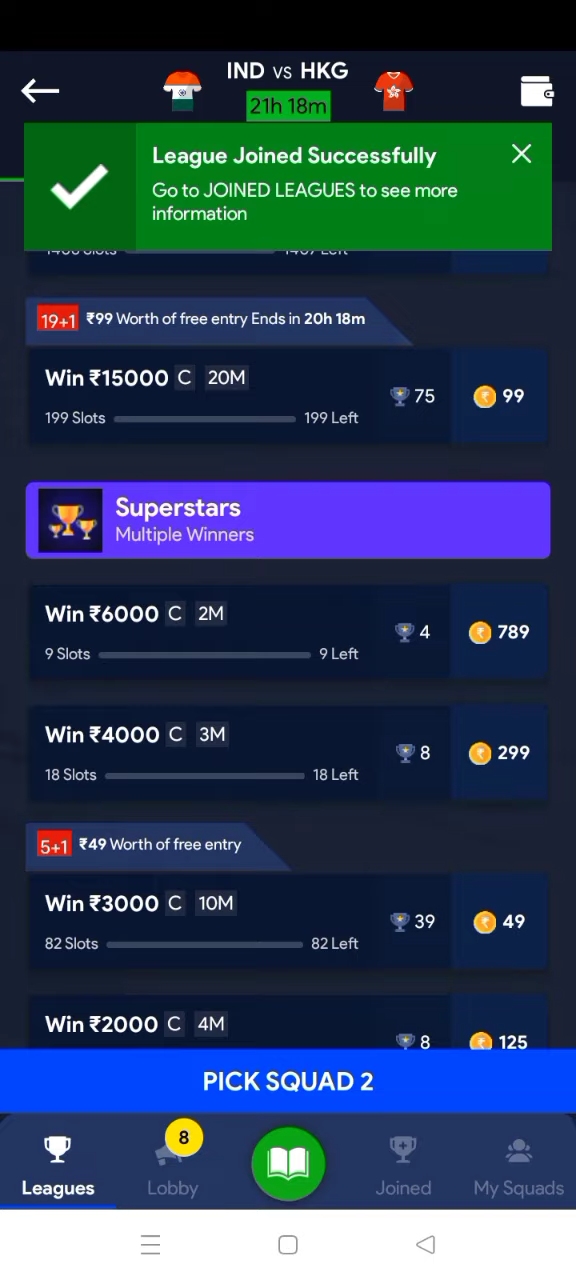 IND vs HKG
21h 18m
League Joined Successfully
Go to JOINED LEAGUES to see more
information
19+1 ₹99 Worth of free entry Ends in 20h 18m
Win ₹15000 C 20M
75
99
199 Slots
199 Left
Superstars
Multiple Winners
Win ₹6000 C 2M
4
789
9 Slots
9 Left
Win ₹4000 C 3M
8
299
18 Slots
18 Left
5+1 ₹49 Worth of free entry
Win ₹3000 C 10M
39
49
82 Slots
82 Left
Win ₹2000 C 4M
8
125
PICK SQUAD 2
8
Leagues
Lobby
Joined
My Squads